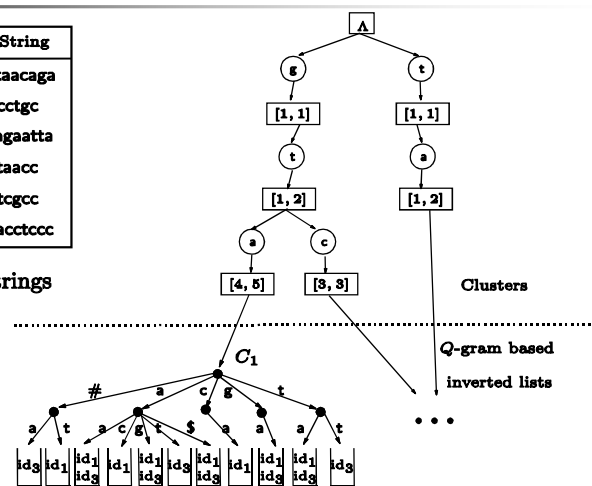 String
taacaga
cctgc
gaatta
taacc
tcgcc
acctccc
trings
Λ
g t
[1, 1] [1, 1]
t a
[1, 2] [1, 2]
a c
[4, 5] [3, 3]
Clusters
C1
Q-gram based
inverted lists
# a c g t
a t a c g t $ a a a t
id3 id1 id1 id1 id1 id3 id1 id1 id1 id1 id3
id3 id3 id3 id3 id3